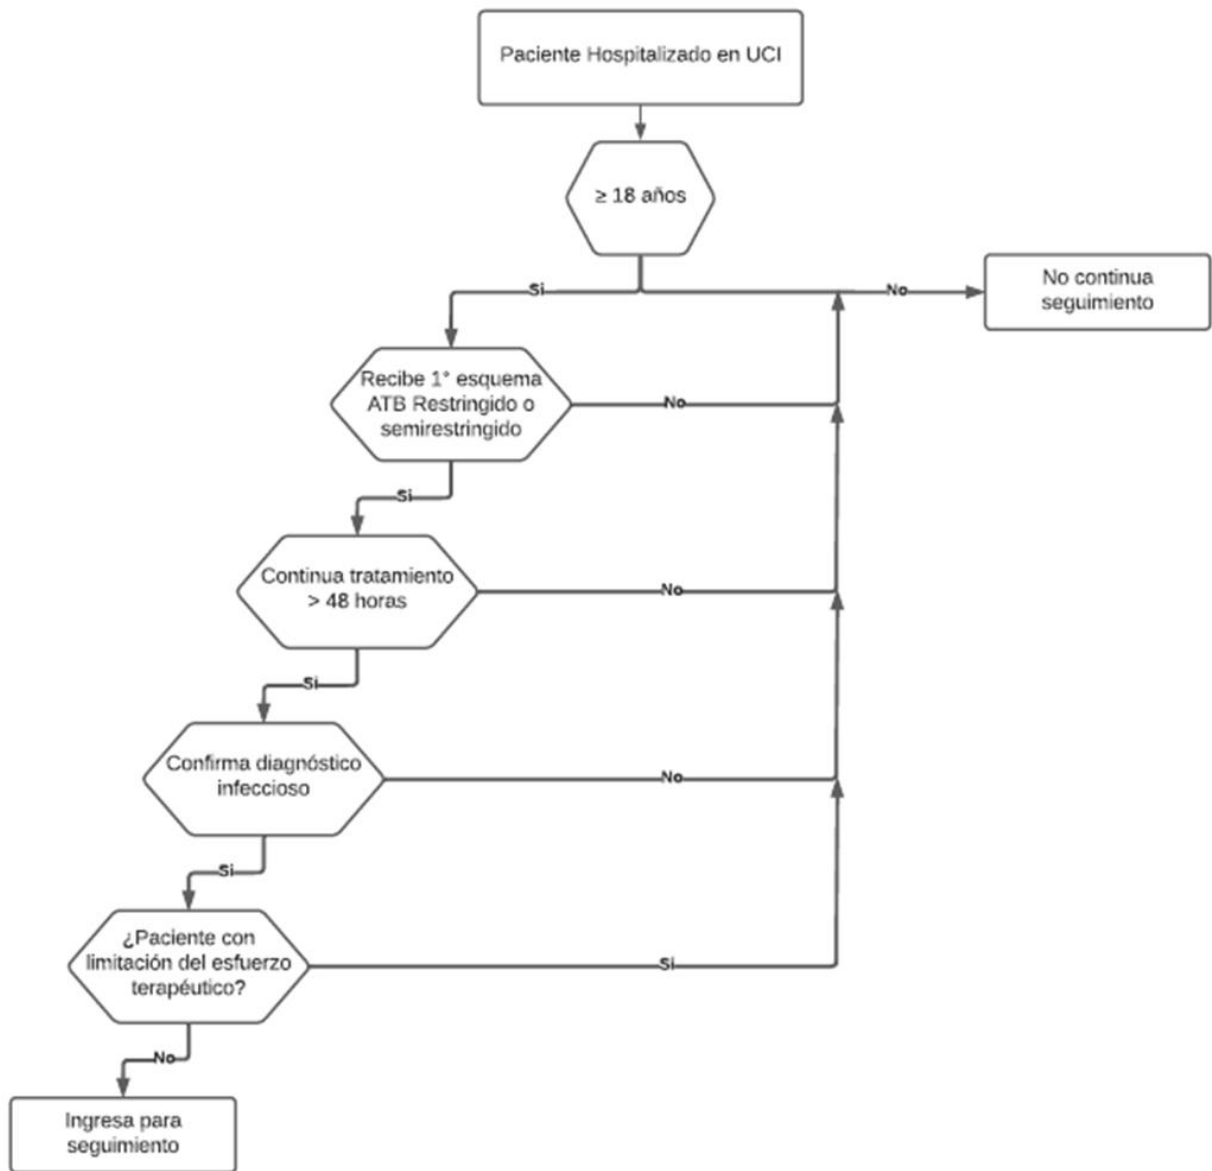 Paciente Hospitalizado en UCI
≥ 18 años
Si
No
No continua
seguimiento
Recibe 1° esquema
ATB Restringido o
semirestringido
No
Si
Continua tratamiento
> 48 horas
No
Si
Confirma diagnóstico
infeccioso
No
Si
¿Paciente con
limitación del esfuerzo
terapéutico?
Si
No
Ingresa para
seguimiento